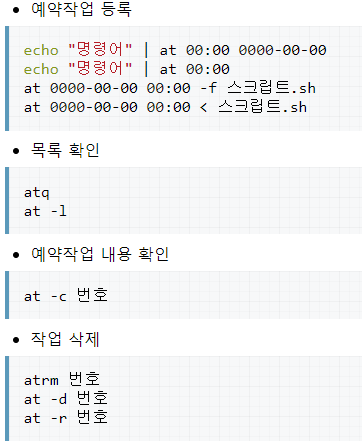 • 예약작업 등록
echo "명령어" | at 00:00 0000-00-00
echo "명령어" | at 00:00
at 0000-00-00 00:00 -f 스크립트.sh
at 0000-00-00 00:00 < 스크립트.sh
• 목록 확인
atq
at -l
• 예약작업 내용 확인
at -c 번호
• 작업 삭제
atrm 번호
at -d 번호
at -r 번호